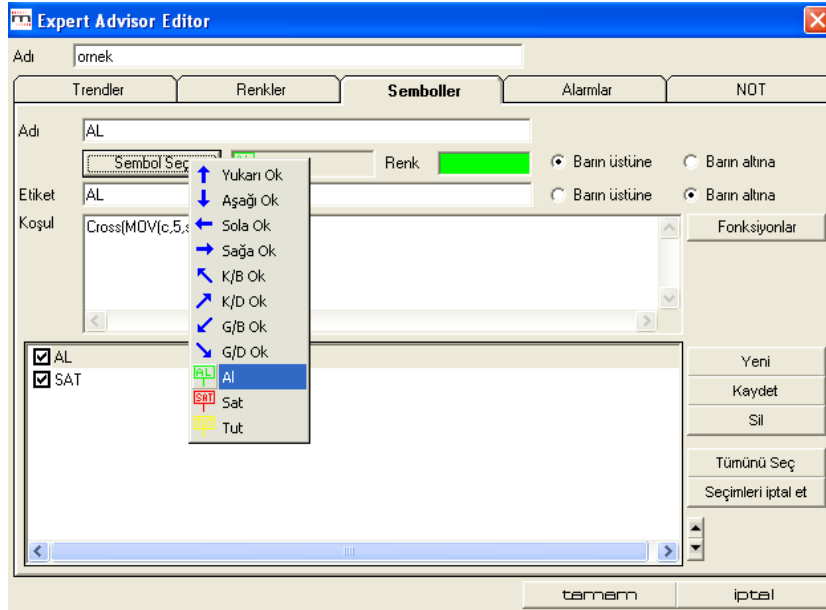 Expert Advisor Editor
Adı ornek
Trendler Renkler Semboller Alarmlar NOT
Adı AL
Sembol Seç Renk Barın üstüne Barın altına
Etiket AL Barın üstüne Barın altına
Koşul Cross(MOV(c,5,s Fonksiyonlar
Yukarı Ok
Aşağı Ok
Sola Ok
Sağa Ok
K/B Ok
K/D Ok
G/B Ok
G/D Ok
AL Al
SAT Sat
Tut
AL
SAT
Yeni
Kaydet
Sil
Tümünü Seç
Seçimleri iptal et
tamam iptal